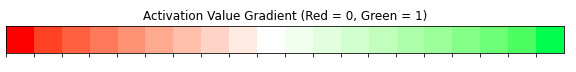 Activation Value Gradient (Red = 0, Green = 1)